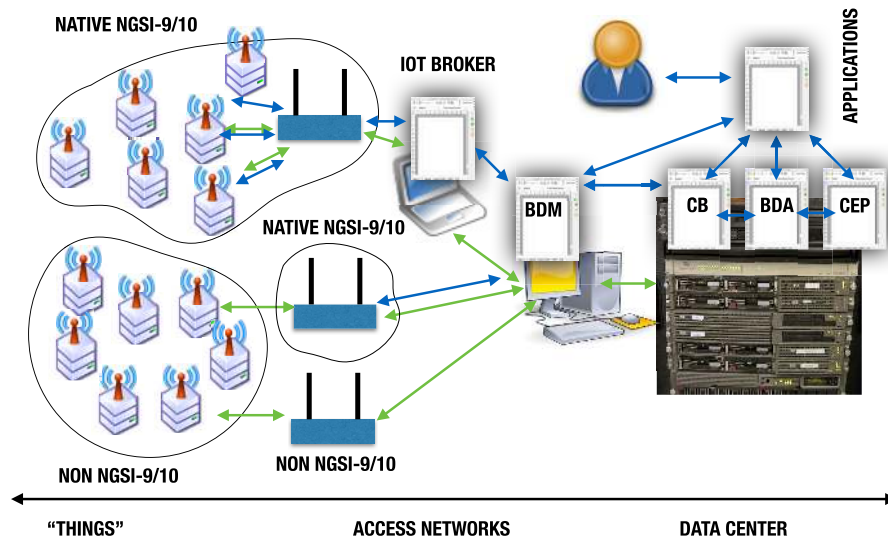 NATIVE NGSI-9/10
IOT BROKER
APPLICATIONS
BDM
CB
BDA
CEP
NATIVE NGSI-9/10
NON NGSI-9/10
NON NGSI-9/10
“THINGS”
ACCESS NETWORKS
DATA CENTER